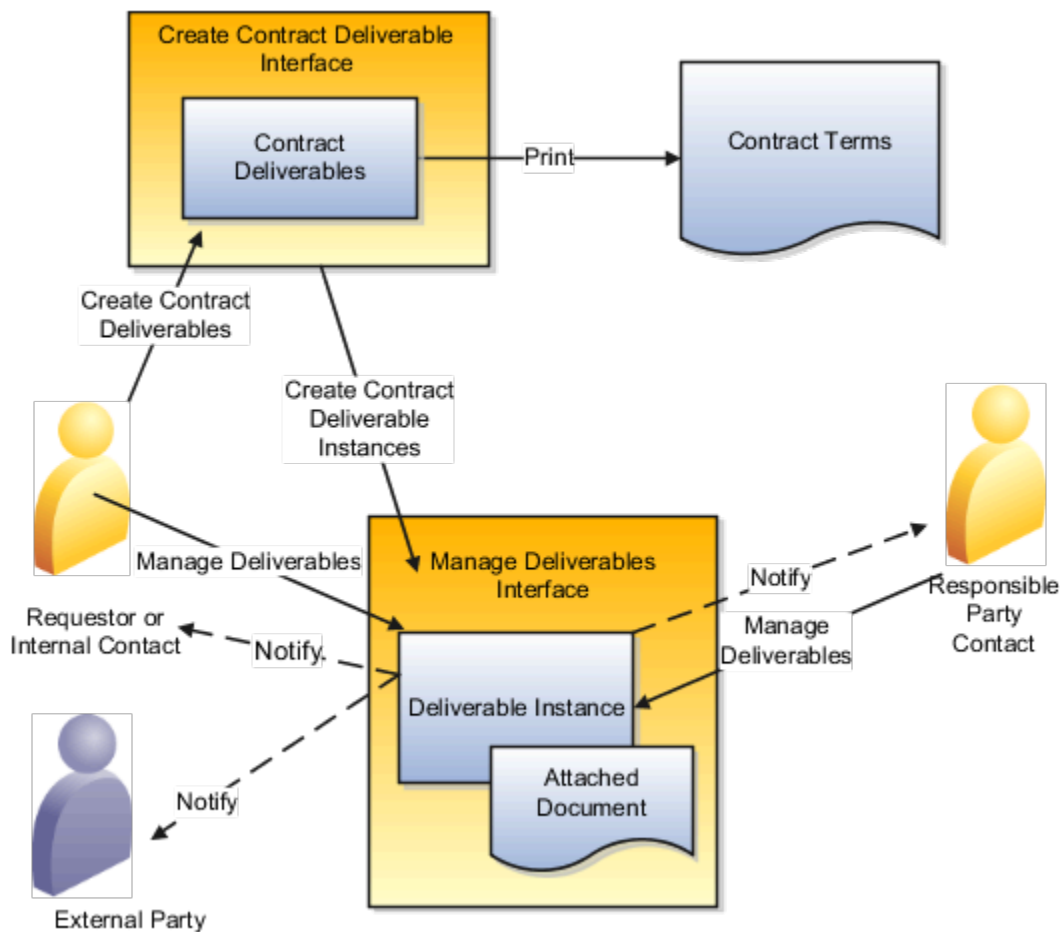 Create Contract Deliverable
Interface
Contract
Deliverables
Print
Contract Terms
Create Contract
Deliverables
Create Contract
Deliverable
Instances
Manage Deliverables
Requestor or
Internal Contact
Notify
Manage Deliverables
Interface
Notify
Responsible
Party
Contact
Manage
Deliverables
Deliverable Instance
Attached
Document
Notify
External Party